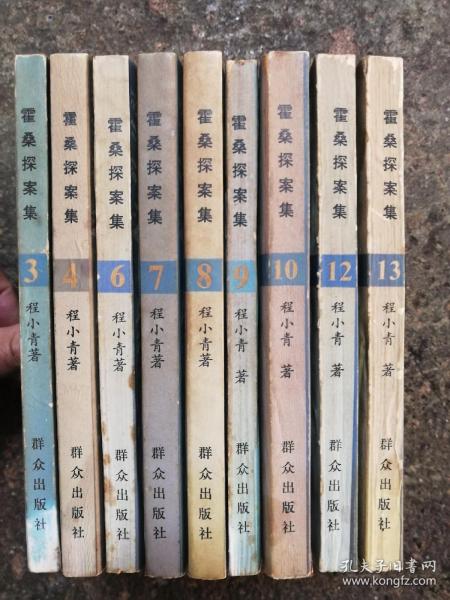 霍桑探案集
3
程小青著
群众出版社
霍桑探案集
4
程小青著
群众出版社
霍桑探案集
6
程小青著
群众出版社
霍桑探案集
7
程小青著
群众出版社
霍桑探案集
8
程小青著
群众出版社
霍桑探案集
9
程小青 著
群众出版社
霍桑探案集
10
程小青 著
群众出版社
霍桑探案集
12
程小青 著
群众出版社
霍桑探案集
13
程小青 著
群众出版社
孔夫子旧书网
www.kongfz.com